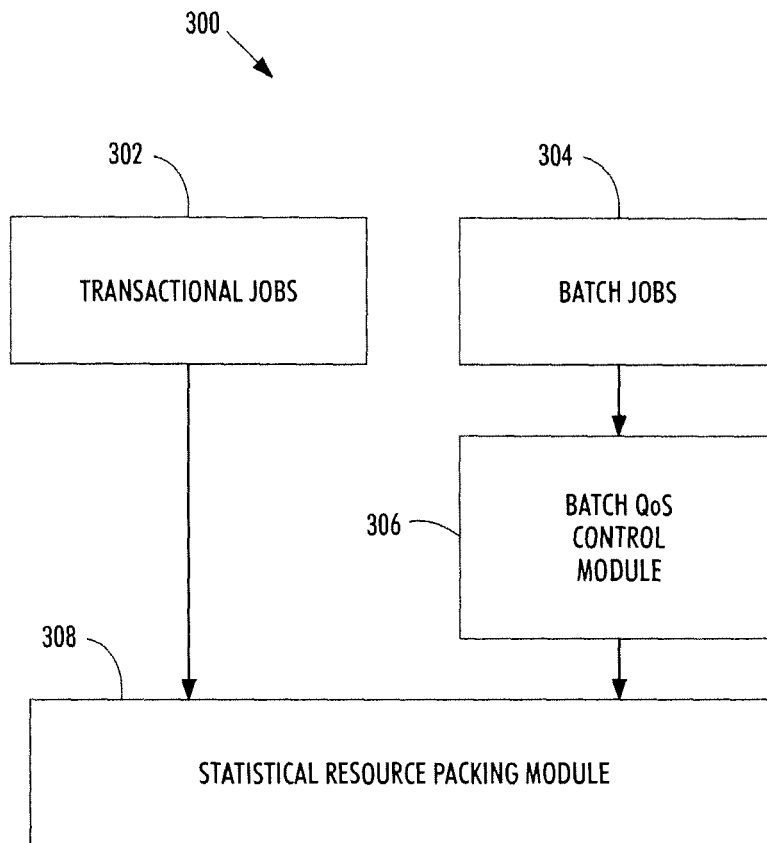 300
302
304
TRANSACTIONAL JOBS
BATCH JOBS
306
BATCH QoS
CONTROL
MODULE
308
STATISTICAL RESOURCE PACKING MODULE